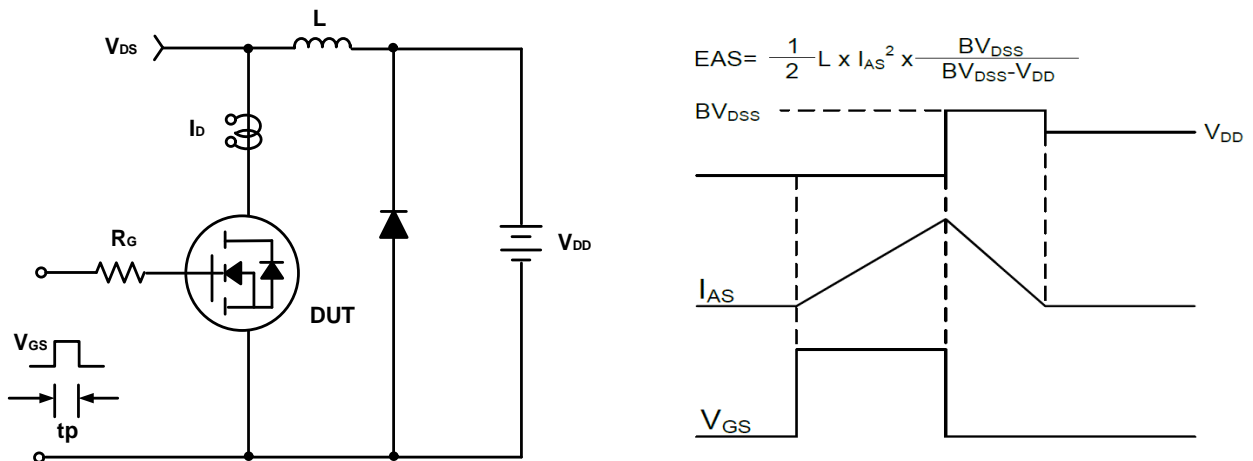 L
VDS
ID
RG
VDD
DUT
VGS
tp
EAS= 1/2 L x IAS² x BVDSS/BVDSS-VDD
BVDSS
VDD
IAS
VGS